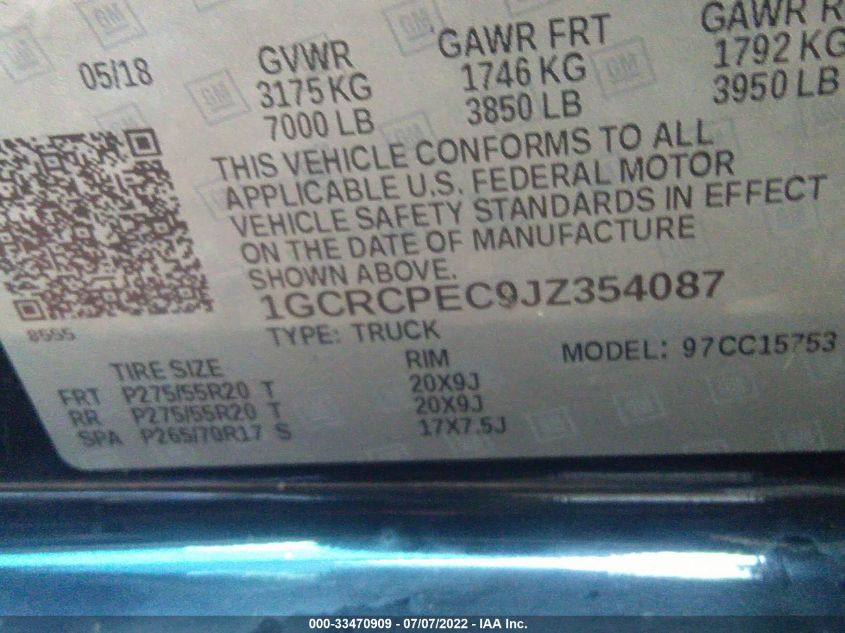 05/18
GVWR
3175 KG
7000 LB
GAWR FRT
1746 KG
3850 LB
GAWR R
1792 KG
3950 LB
THIS VEHICLE CONFORMS TO ALL
APPLICABLE U.S. FEDERAL MOTOR
VEHICLE SAFETY STANDARDS IN EFFECT
ON THE DATE OF MANUFACTURE
SHOWN ABOVE.
1GCRCPEC9JZ354087
8555
TYPE: TRUCK
MODEL: 97CC15753
TIRE SIZE RIM
FRT P275/55R20 T 20X9J
RR P275/55R20 T 20X9J
SPA P265/70R17 S 17X7.5J
000-33470909 - 07/07/2022 - IAA Inc.